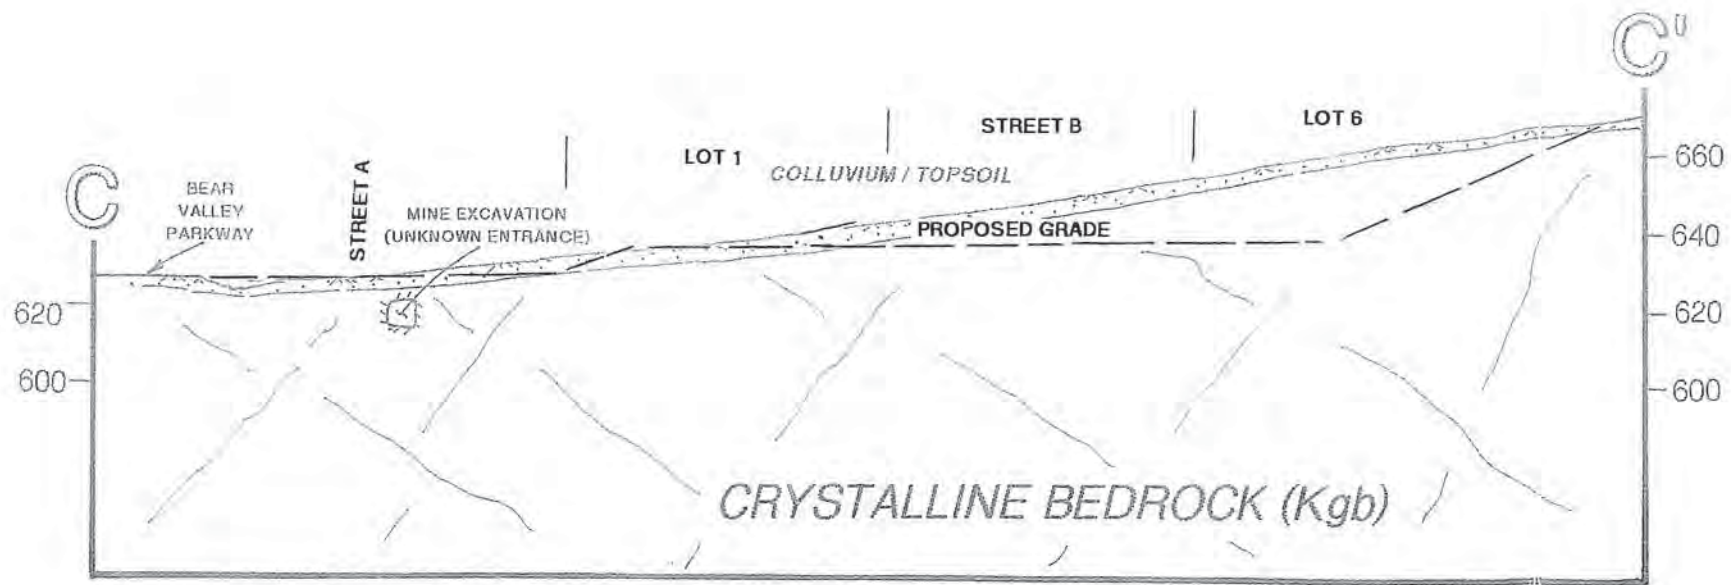 C
C'
BEAR
VALLEY
PARKWAY
STREET A
MINE EXCAVATION
(UNKNOWN ENTRANCE)
LOT 1
COLLUVIUM / TOPSOIL
STREET B
LOT 6
PROPOSED GRADE
620
600
660
640
620
600
CRYSTALLINE BEDROCK (Kgb)